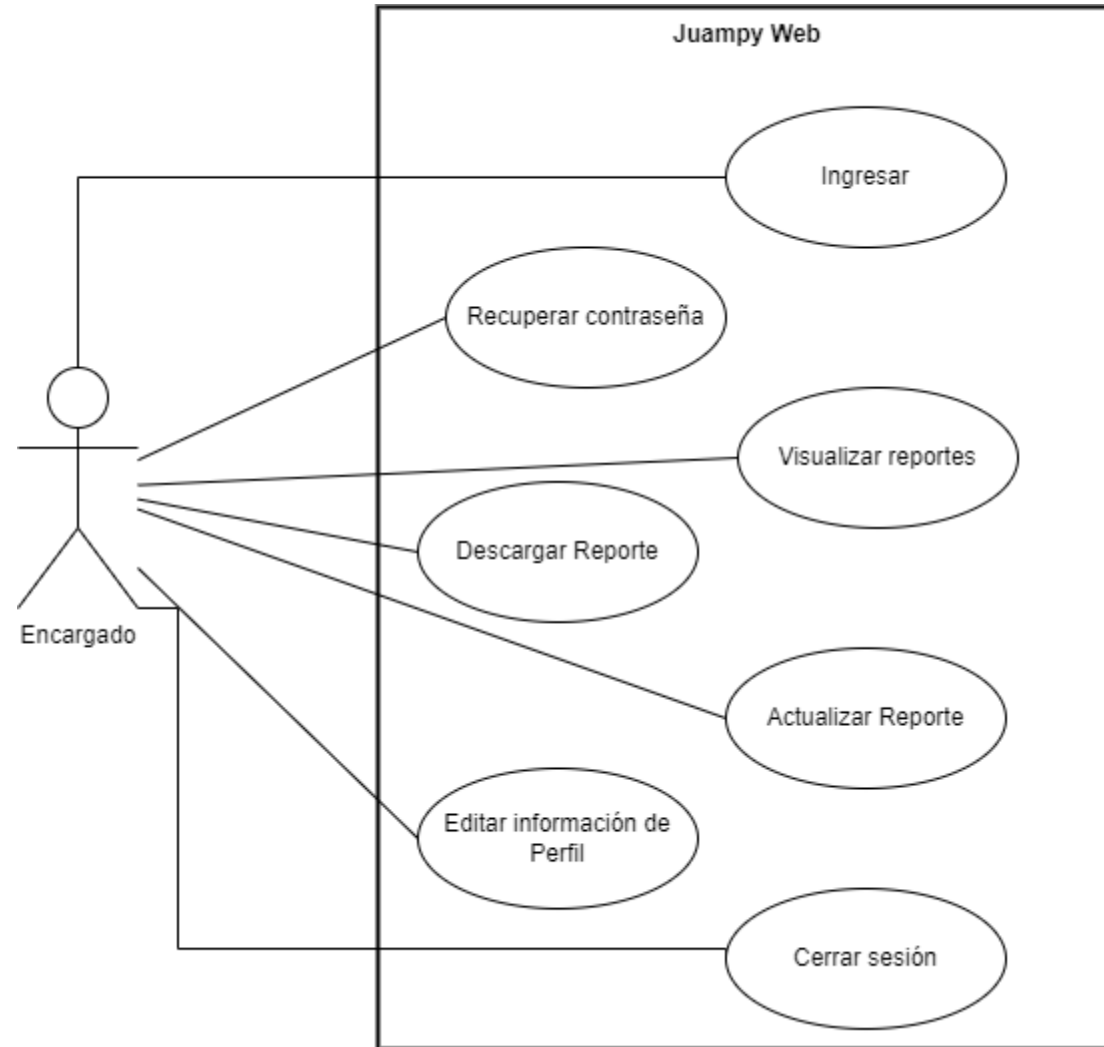 Juampy Web
Ingresar
Recuperar contraseña
Visualizar reportes
Descargar Reporte
Encargado
Actualizar Reporte
Editar información de
Perfil
Cerrar sesión